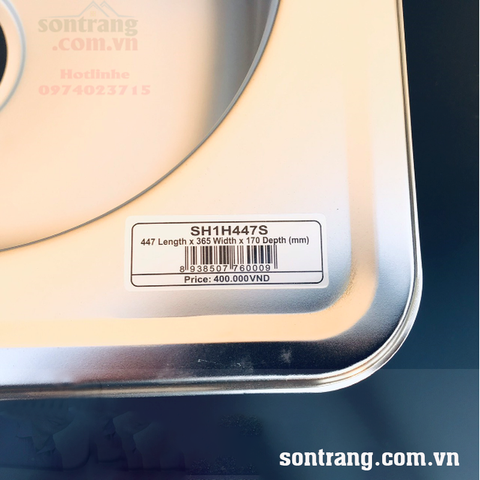 sontrang
.com.vn
Hotlinhe
0974023715
SH1H447S
447 Length x 365 Width x 170 Depth (mm)
8 938507 760009
Price: 400.000VND
sontrang.com.vn